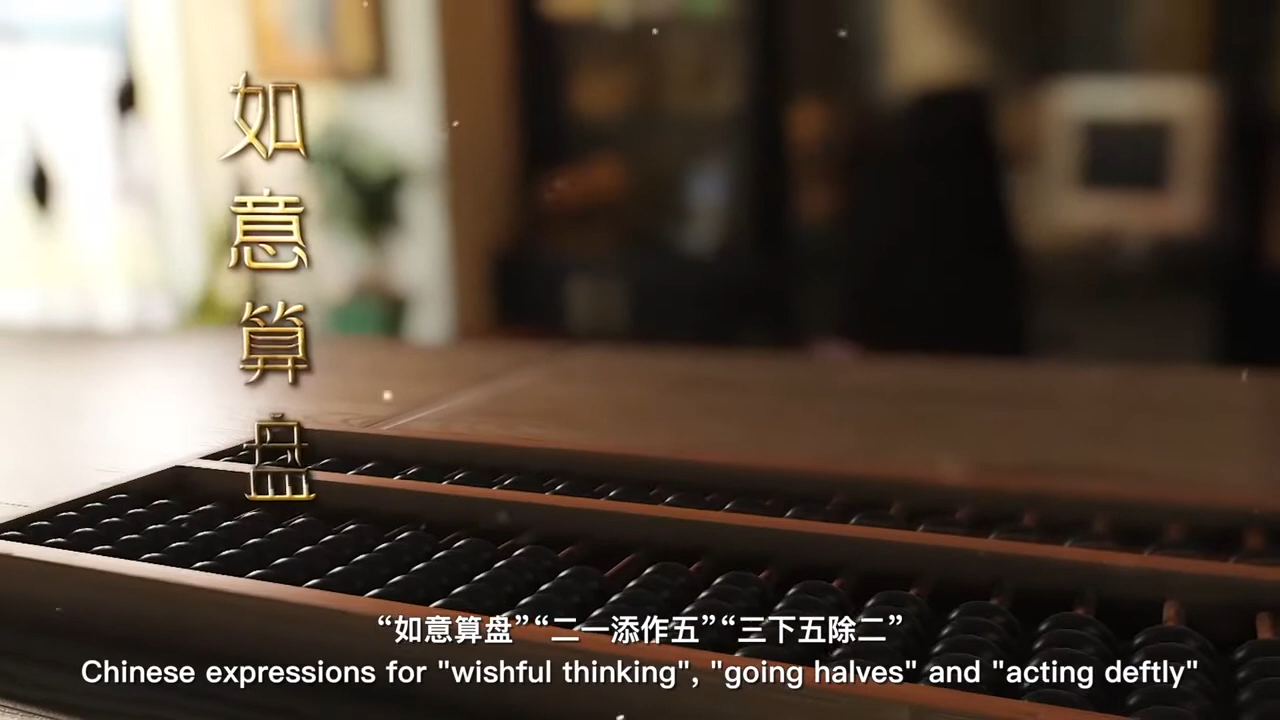 如意算盘
“如意算盘”“二一添作五”“三下五除二”
Chinese expressions for "wishful thinking", "going halves" and "acting deftly"